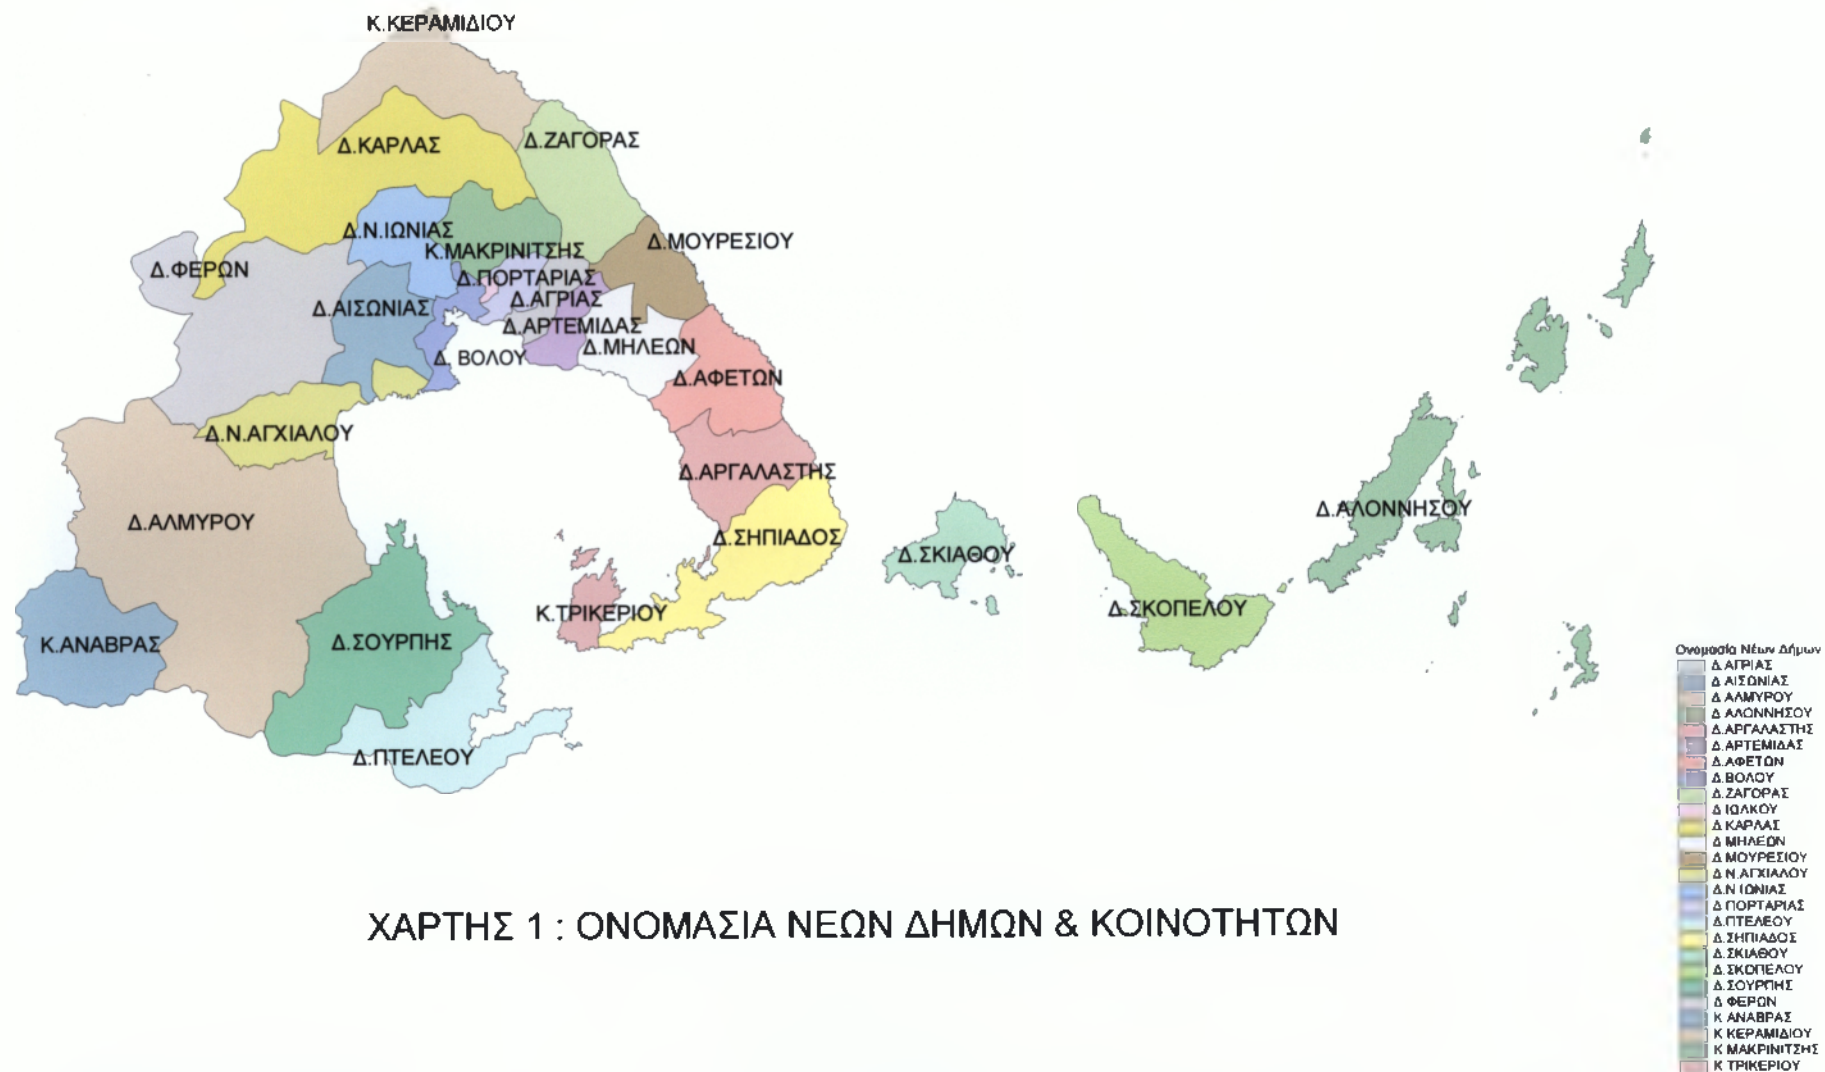 Κ.ΚΕΡΑΜΙΔΙΟΥ
Δ.ΚΑΡΛΑΣ
Δ.ΖΑΓΟΡΑΣ
Δ.Ν.ΙΩΝΙΑΣ
Κ.ΜΑΚΡΙΝΙΤΣΗΣ
Δ.ΜΟΥΡΕΣΙΟΥ
Δ.ΦΕΡΩΝ
Δ.ΠΟΡΤΑΡΙΑΣ
Δ.ΑΓΡΙΑΣ
Δ.ΑΙΣΩΝΙΑΣ
Δ.ΑΡΤΕΜΙΔΑΣ
Δ.ΜΗΛΕΩΝ
Δ. ΒΟΛΟΥ
Δ.ΑΦΕΤΩΝ
Δ.Ν.ΑΓΧΙΑΛΟΥ
Δ.ΑΡΓΑΛΑΣΤΗΣ
Δ.ΑΛΜΥΡΟΥ
Δ.ΣΗΠΙΑΔΟΣ
Δ.ΣΚΙΑΘΟΥ
Δ.ΑΛΟΝΝΗΣΟΥ
Κ.ΤΡΙΚΕΡΙΟΥ
Δ.ΣΚΟΠΕΛΟΥ
Κ.ΑΝΑΒΡΑΣ
Δ.ΣΟΥΡΠΗΣ
Δ.ΠΤΕΛΕΟΥ
Ονομασία Νέων Δήμων
Δ.ΑΓΡΙΑΣ
Δ.ΑΙΣΩΝΙΑΣ
Δ.ΑΛΜΥΡΟΥ
Δ.ΑΛΟΝΝΗΣΟΥ
Δ.ΑΡΓΑΛΑΣΤΗΣ
Δ.ΑΡΤΕΜΙΔΑΣ
Δ.ΑΦΕΤΩΝ
Δ.ΒΟΛΟΥ
Δ.ΖΑΓΟΡΑΣ
Δ.ΙΩΛΚΟΥ
Δ.ΚΑΡΛΑΣ
Δ.ΜΗΛΕΩΝ
Δ.ΜΟΥΡΕΣΙΟΥ
Δ.Ν.ΑΓΧΙΑΛΟΥ
Δ.Ν.ΙΩΝΙΑΣ
Δ.ΠΟΡΤΑΡΙΑΣ
Δ.ΠΤΕΛΕΟΥ
Δ.ΣΗΠΙΑΔΟΣ
Δ.ΣΚΙΑΘΟΥ
Δ.ΣΚΟΠΕΛΟΥ
Δ.ΣΟΥΡΠΗΣ
Δ.ΦΕΡΩΝ
Κ.ΑΝΑΒΡΑΣ
Κ.ΚΕΡΑΜΙΔΙΟΥ
Κ.ΜΑΚΡΙΝΙΤΣΗΣ
Κ.ΤΡΙΚΕΡΙΟΥ
ΧΑΡΤΗΣ 1 : ΟΝΟΜΑΣΙΑ ΝΕΩΝ ΔΗΜΩΝ & ΚΟΙΝΟΤΗΤΩΝ